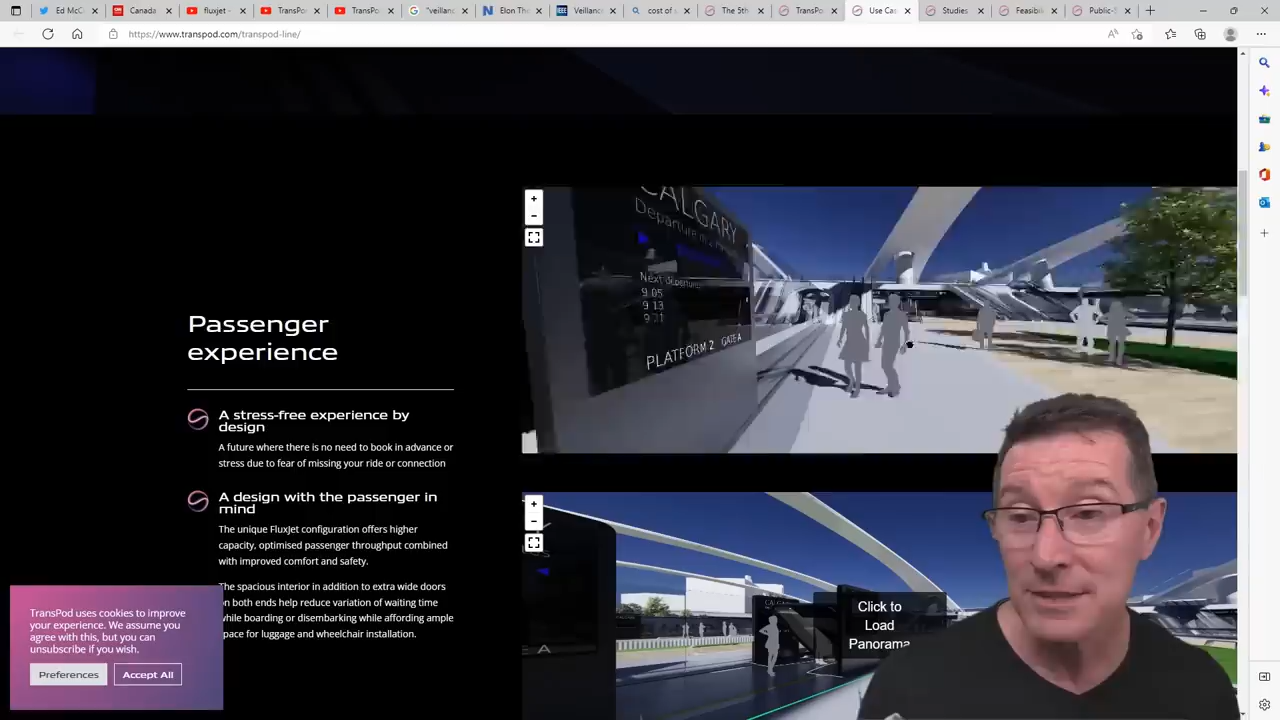 McC
Canada
fluxjet -
TransPo
TransPo
"veillanc
Elon The
Veillance
cost of u
The 5th
TransPo
Use Cas
Studies
Feasibil
Public-S
https://www.transpod.com/transpod-line/
CALGARY
Next departures
9 05
9 13
9 21
PLATFORM 2 GATE A
Passenger
experience
A stress-free experience by
design
A future where there is no need to book in advance or
stress due to fear of missing your ride or connection
A design with the passenger in
mind
The unique FluxJet configuration offers higher
capacity, optimised passenger throughput combined
with improved comfort and safety.
The spacious interior in addition to extra wide doors
on both ends help reduce variation of waiting time
while boarding or disembarking while affording ample
space for luggage and wheelchair installation.
CALGARY
Click to
Load
Panorama
TransPod uses cookies to improve
your experience. We assume you
agree with this, but you can
unsubscribe if you wish.
Preferences
Accept All